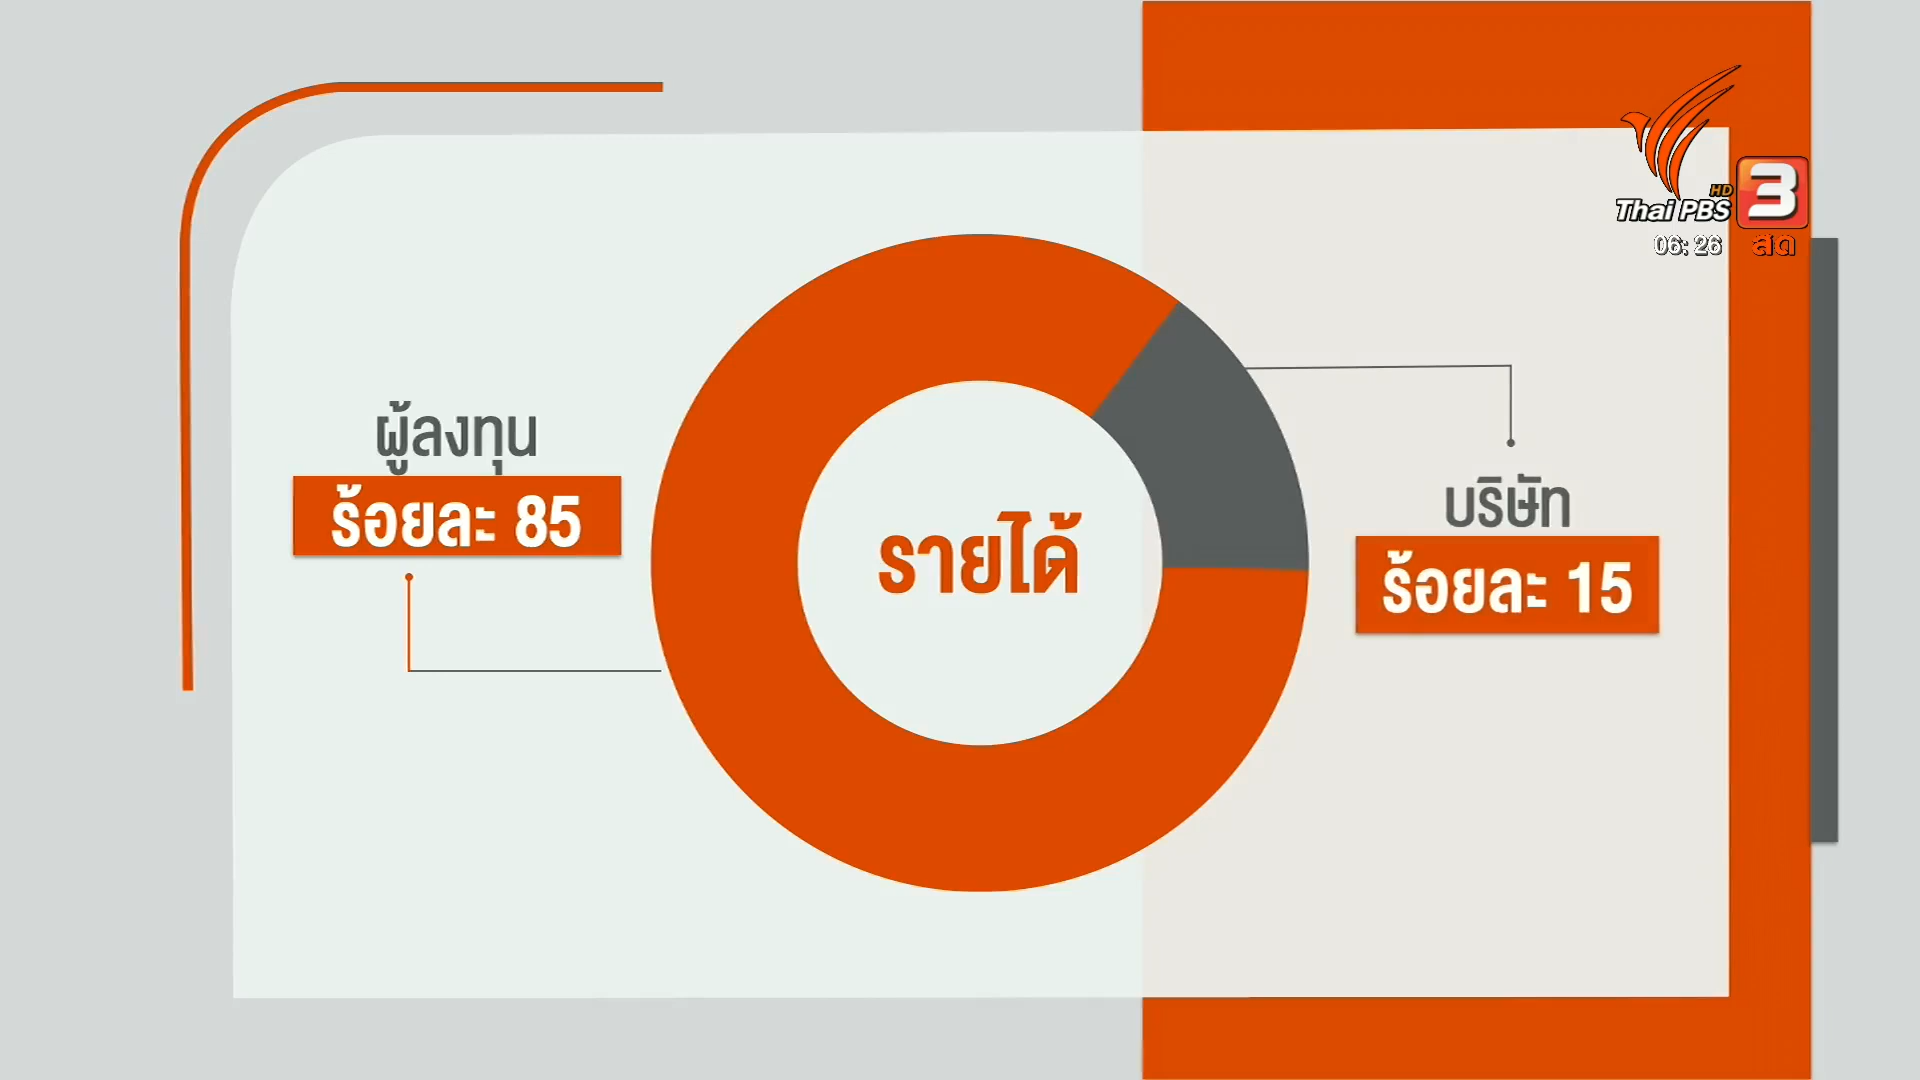 HD
Thai PBS 3
06:26 สด
ผู้ลงทุน
ร้อยละ 85
รายได้
บริษัท
ร้อยละ 15